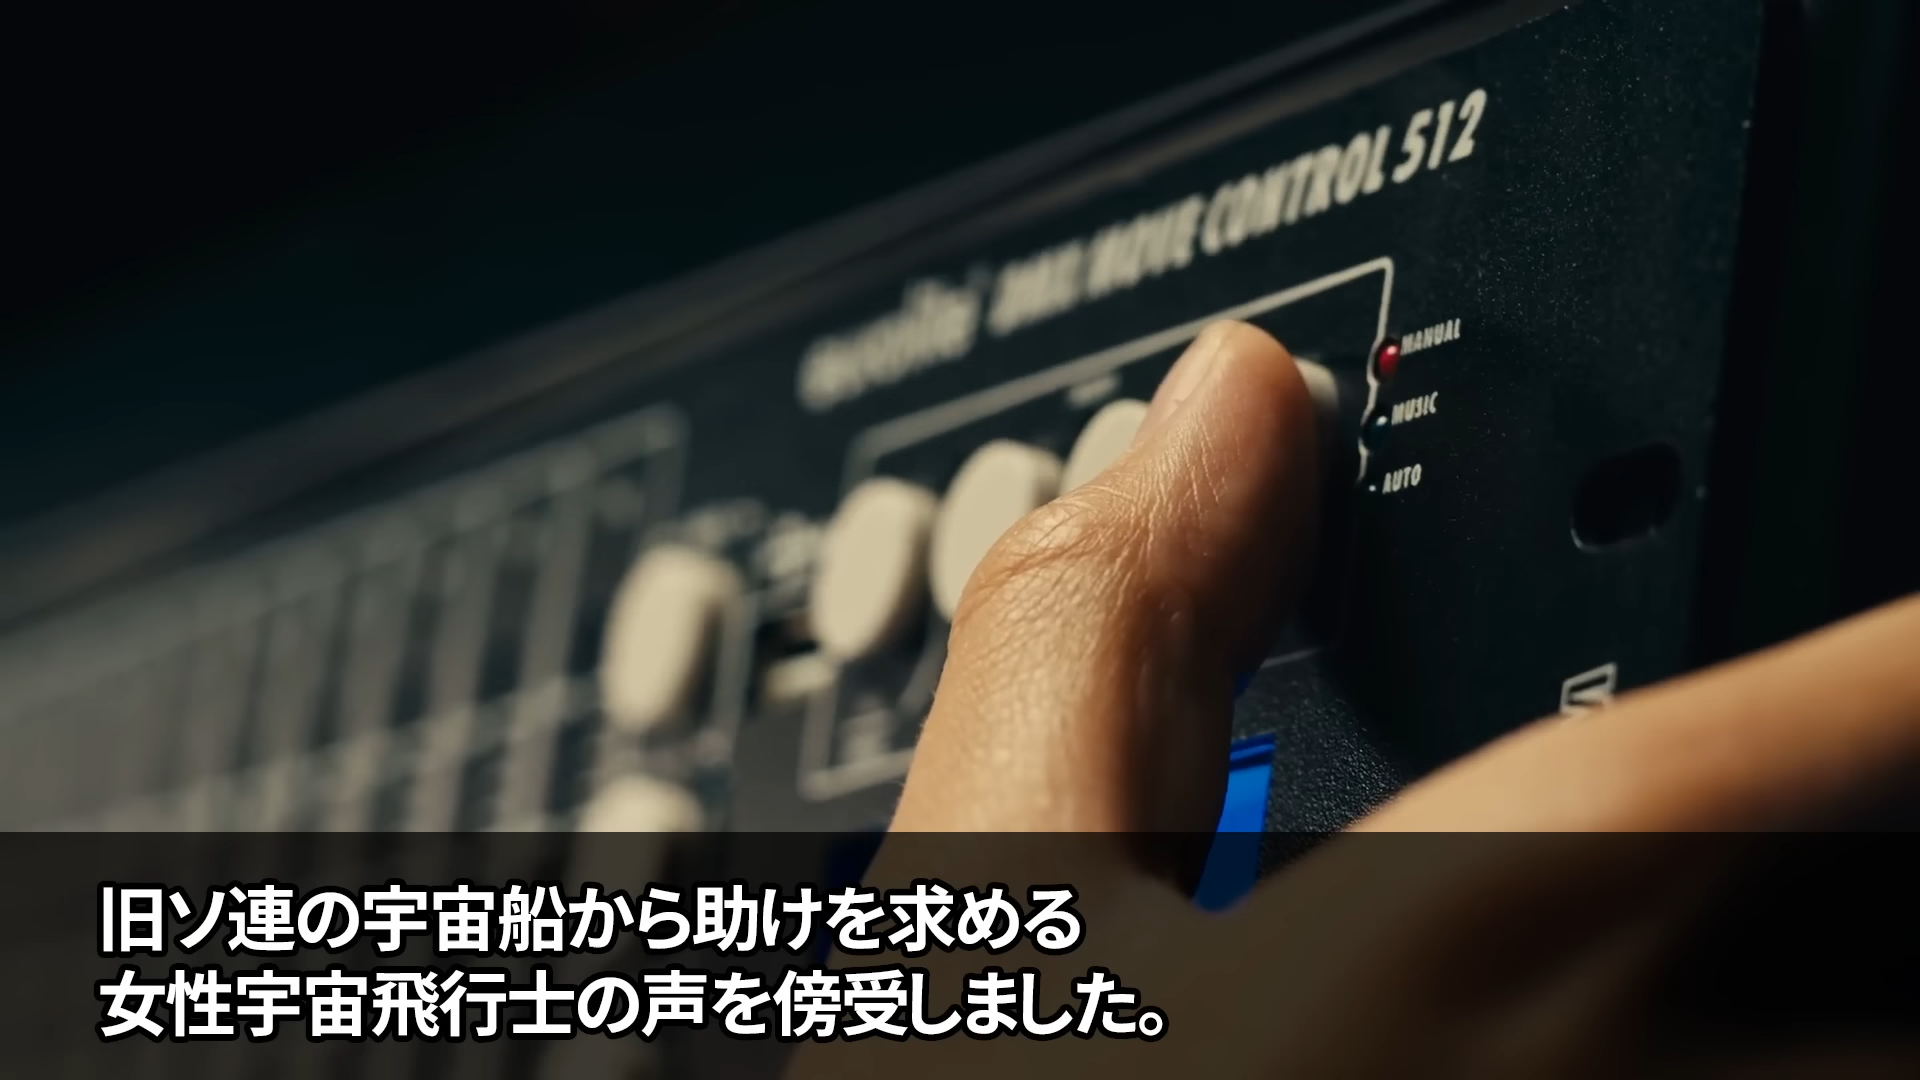 CONTROL 512
MANUAL
MUSIC
AUTO
旧ソ連の宇宙船から助けを求める
女性宇宙飛行士の声を傍受しました。